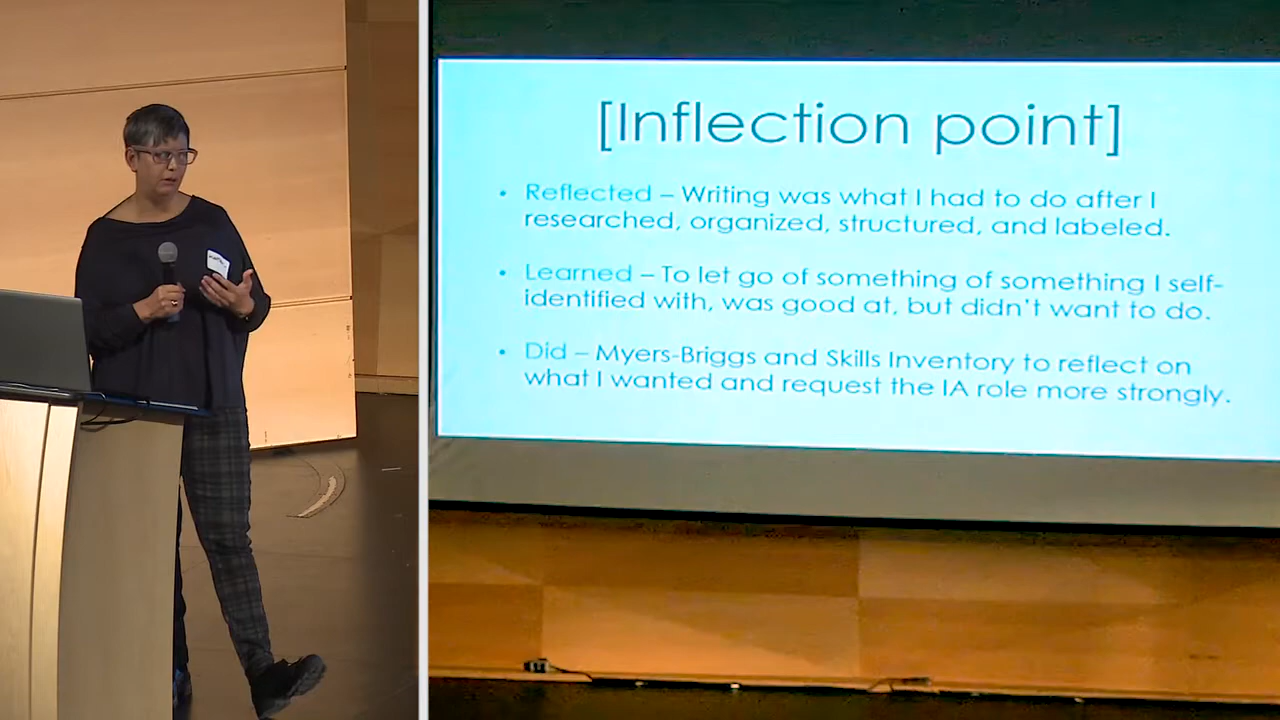 [Inflection point]
• Reflected – Writing was what I had to do after I
researched, organized, structured, and labeled.
• Learned – To let go of something of something I self-
identified with, was good at, but didn't want to do.
• Did – Myers-Briggs and Skills Inventory to reflect on
what I wanted and request the IA role more strongly.